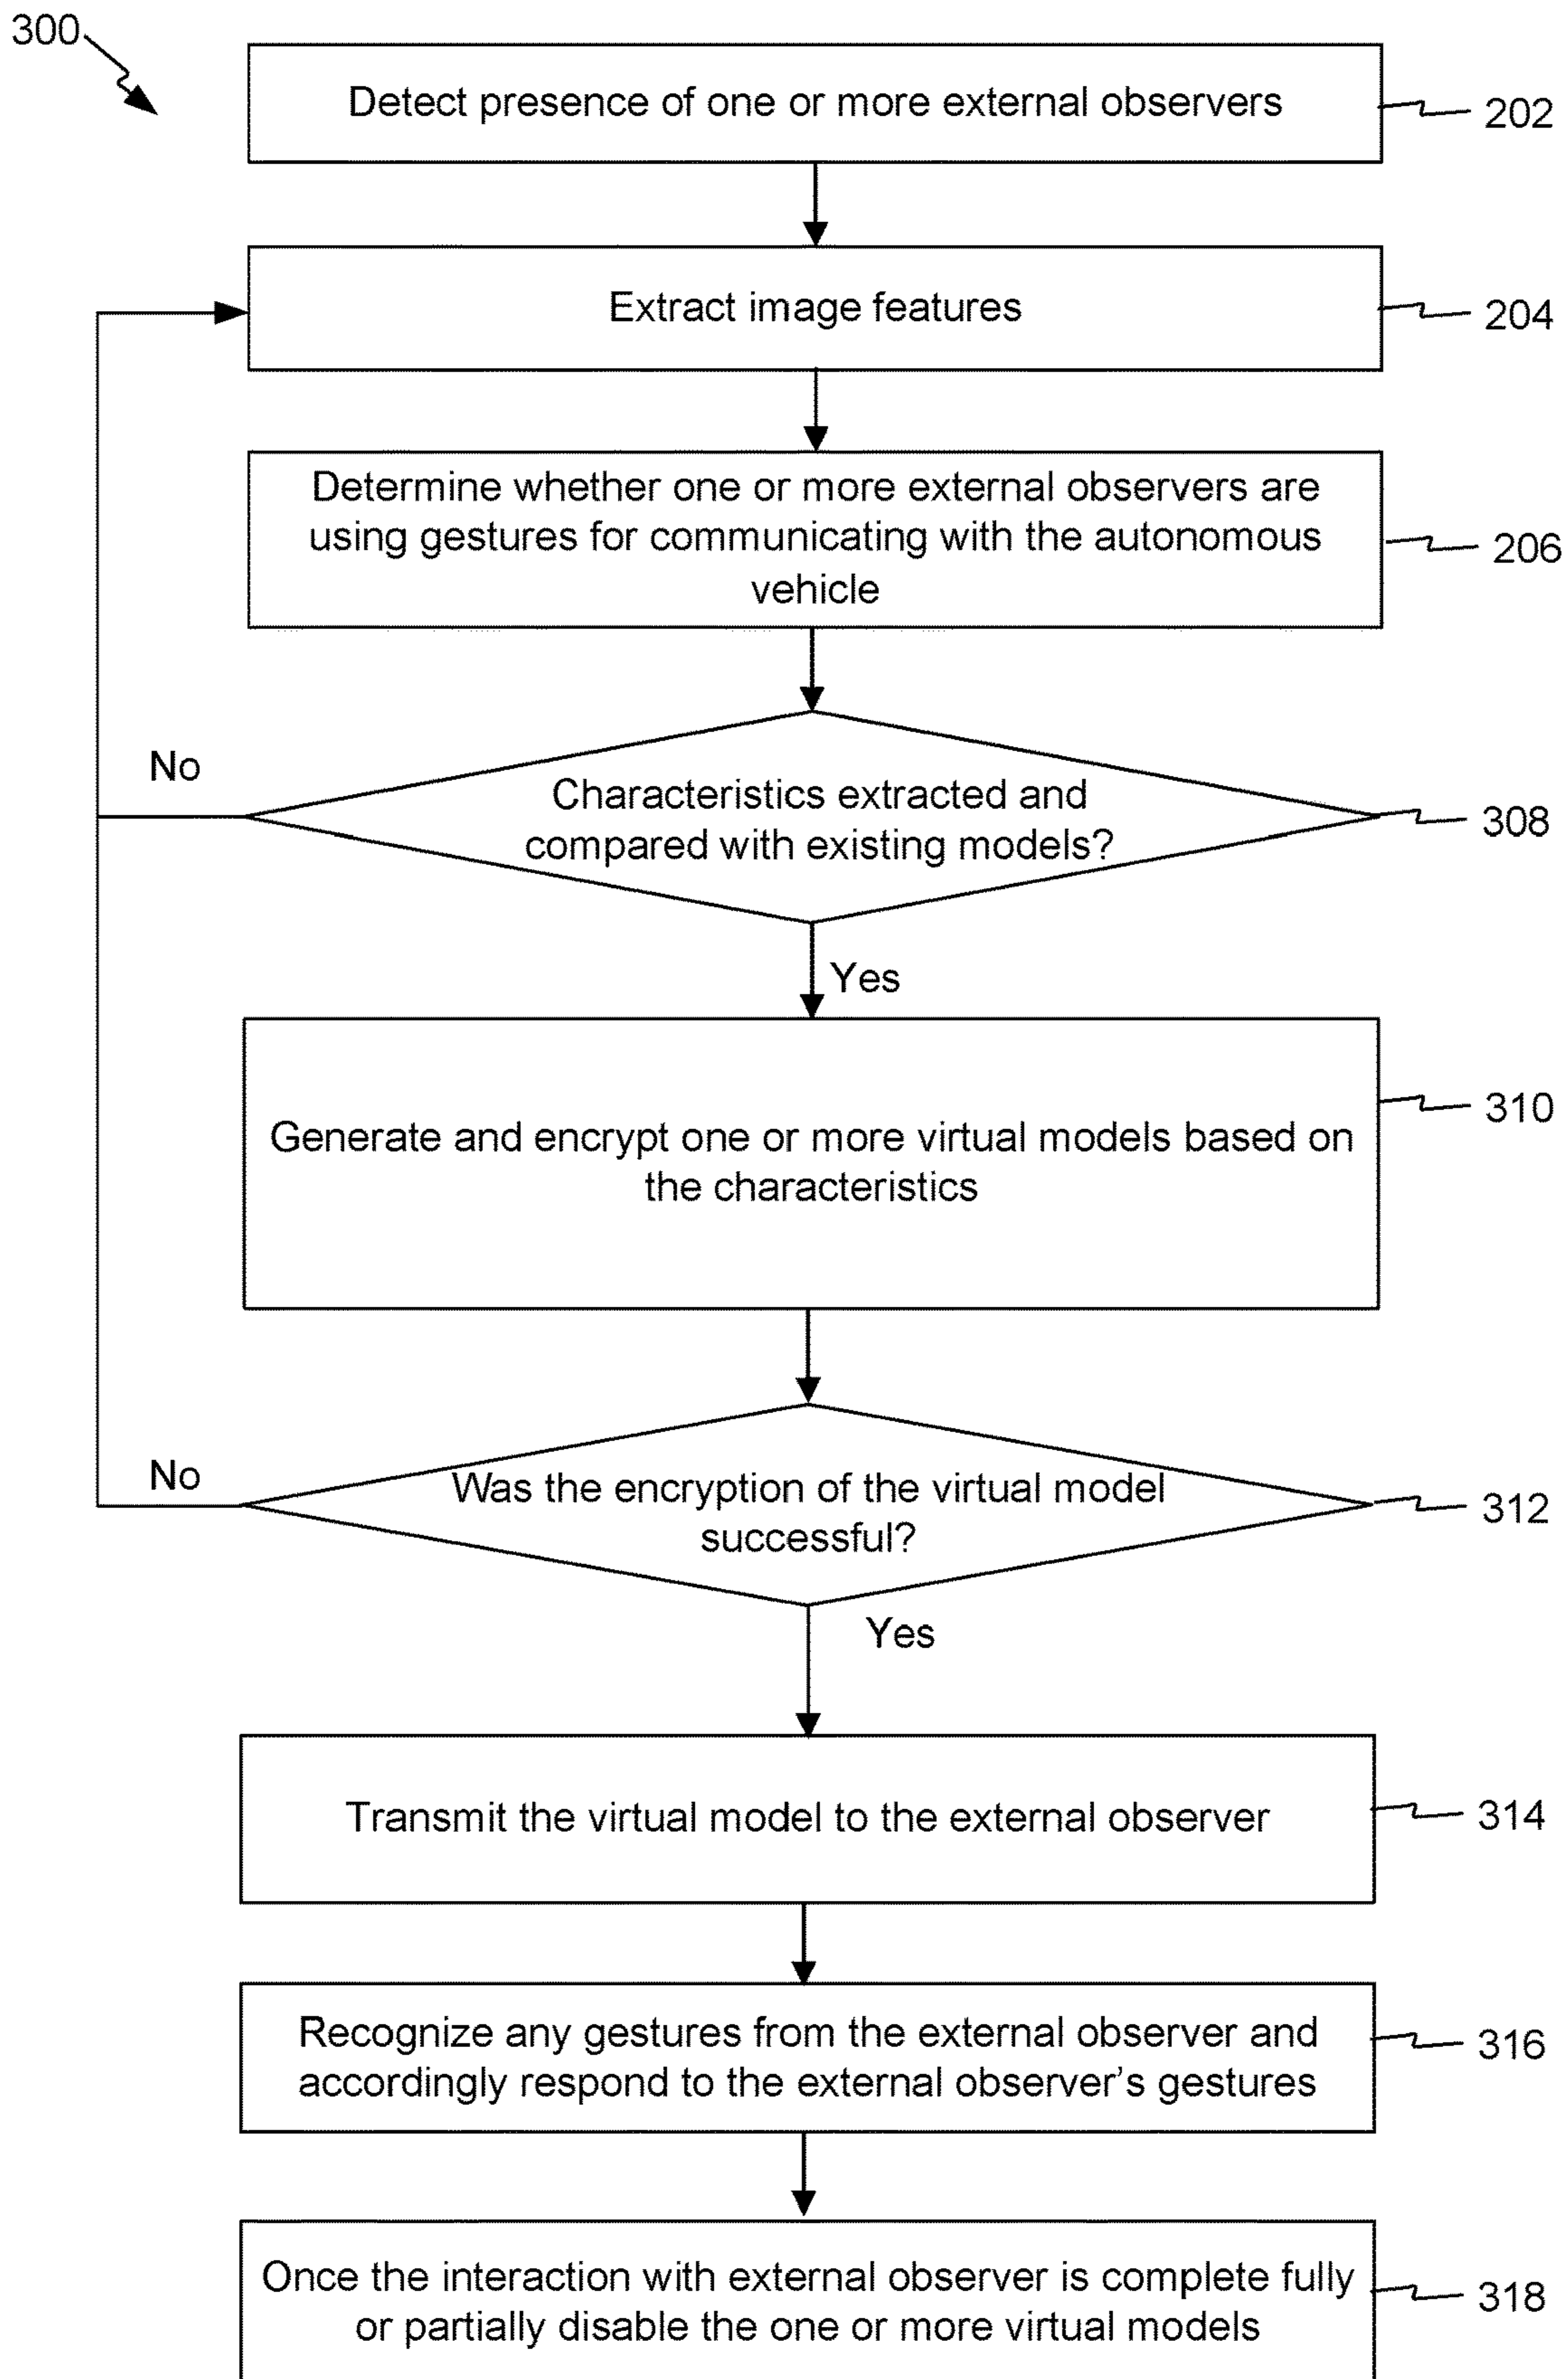 300
Detect presence of one or more external observers
202
Extract image features
204
Determine whether one or more external observers are
using gestures for communicating with the autonomous
vehicle
206
No
Characteristics extracted and
compared with existing models?
308
Yes
310
Generate and encrypt one or more virtual models based on
the characteristics
No
Was the encryption of the virtual model
successful?
312
Yes
Transmit the virtual model to the external observer
314
Recognize any gestures from the external observer and
accordingly respond to the external observer's gestures
316
Once the interaction with external observer is complete fully
or partially disable the one or more virtual models
318